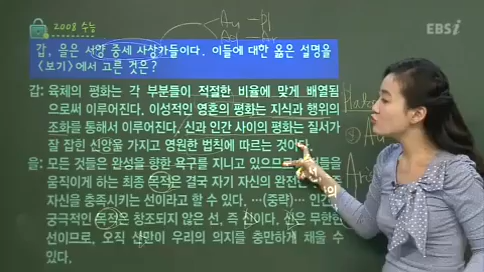 2008 수능
EBSi
갑, 을은 서양 중세 사상가들이다. 이들에 대한 옳은 설명을
<보기>에서 고른 것은?
갑: 육체의 평화는 각 부분들이 적절한 비율에 맞게 배열됨
으로써 이루어진다. 이성적인 영혼의 평화는 지식과 행위의
조화를 통해서 이루어진다. 신과 인간 사이의 평화는 질서가
잘 잡힌 신앙을 가지고 영원한 법칙에 따르는 것이
을: 모든 것들은 완성을 향한 욕구를 지니고 있으므로
움직이게 하는 최종 목적은 결국 자기 자신의 완전
자신을 충족시키는 선이라고 할 수 있다. …(중략)… 인간
궁극적인 목적은 창조되지 않은 선, 즉 신이다. 신은 무한한
선이므로, 오직 신만이 우리의 의지를 충만하게 채울 수
있다.